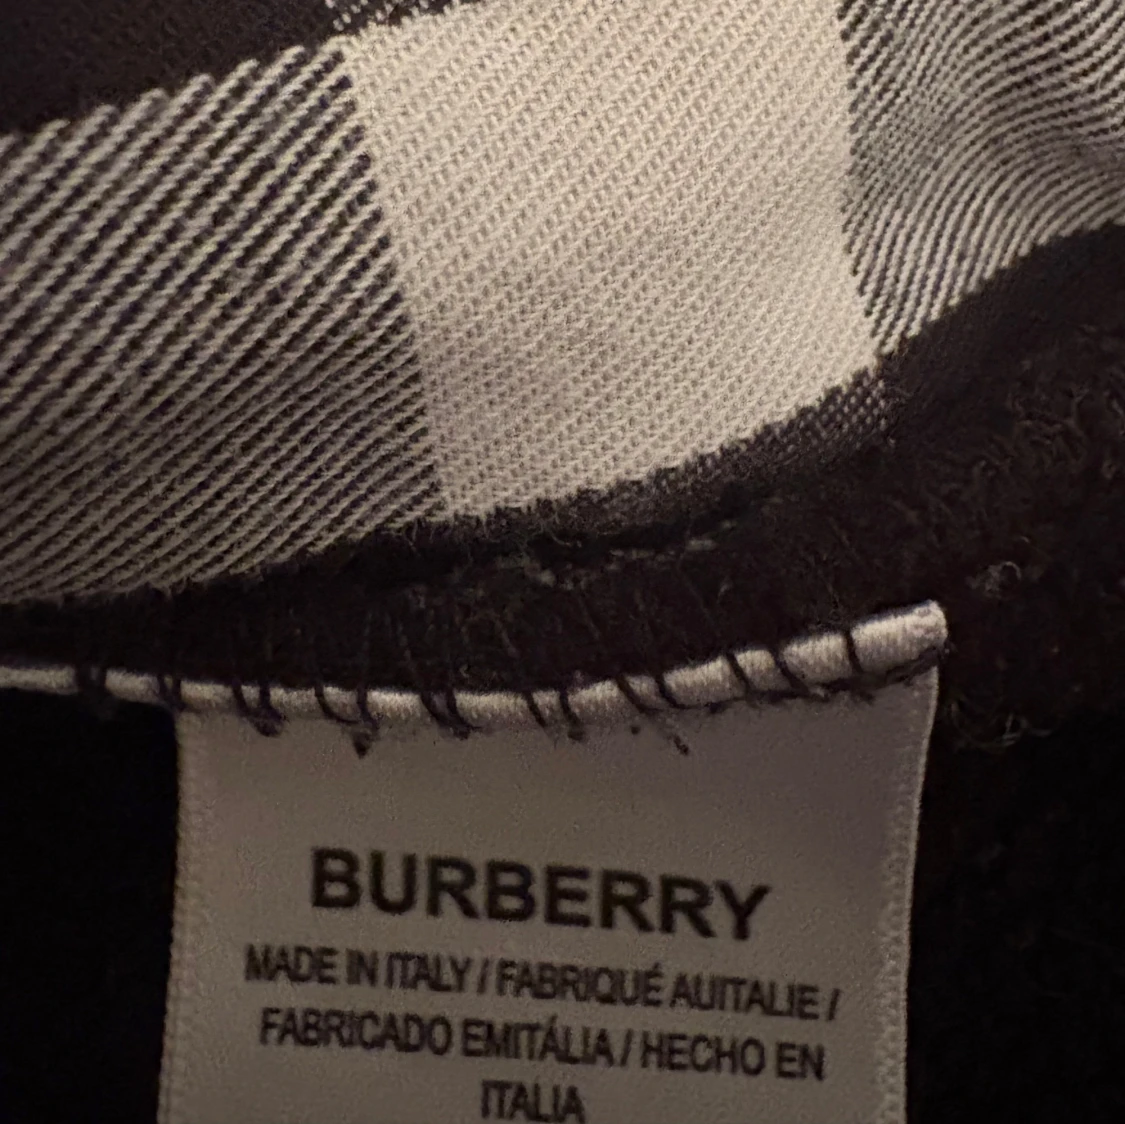 BURBERRY
MADE IN ITALY / FABRIQUÉ AUITALIE /
FABRICADO EMITÁLIA / HECHO EN
ITALIA